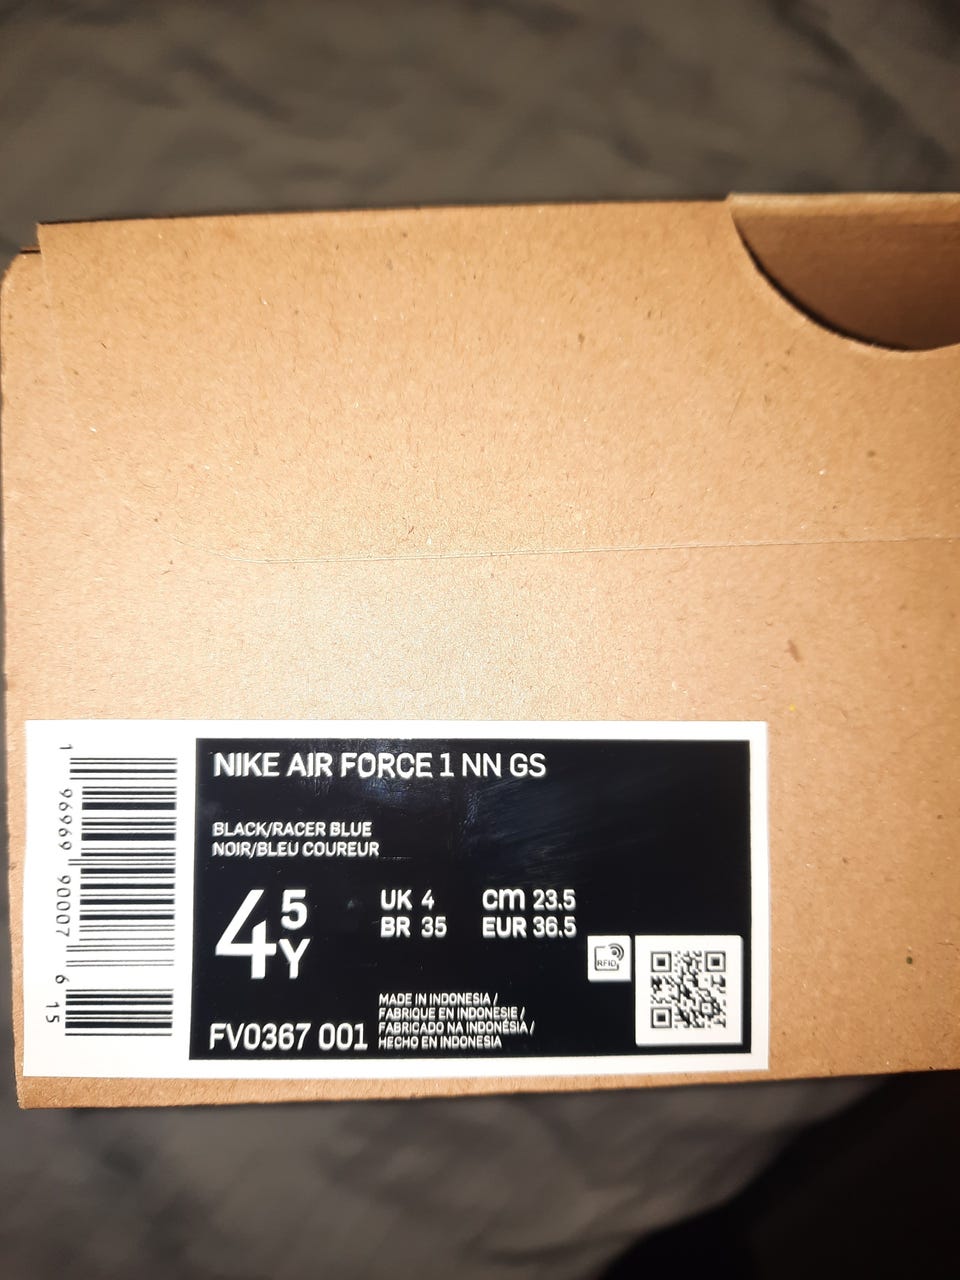 NIKE AIR FORCE 1 NN GS
BLACK/RACER BLUE
NOIR/BLEU COUREUR
4 5Y
UK 4 cm 23.5
BR 35 EUR 36.5
RFID
MADE IN INDONESIA /
FABRIQUE EN INDONESIE /
FABRICADO NA INDONÉSIA /
HECHO EN INDONESIA
FV0367 001
1 96969 90007 6 15